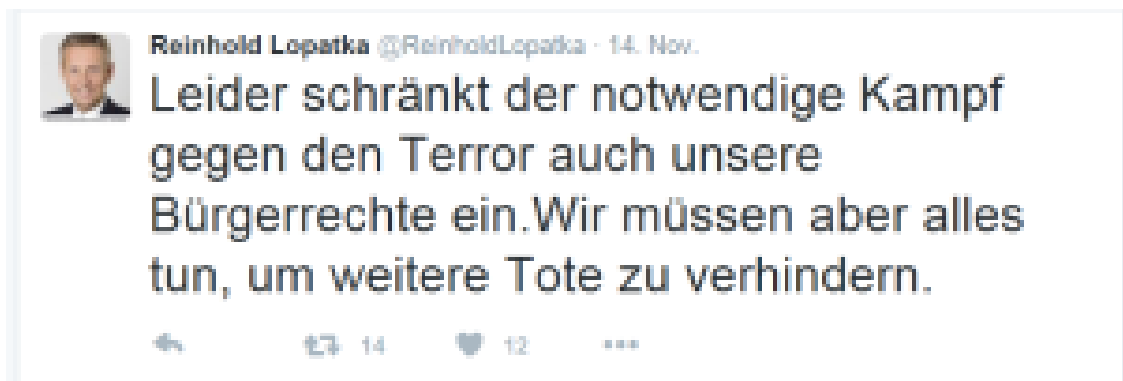 Reinhold Lopatka @ReinholdLopatka · 14. Nov.
Leider schränkt der notwendige Kampf
gegen den Terror auch unsere
Bürgerrechte ein.Wir müssen aber alles
tun, um weitere Tote zu verhindern.
14 12